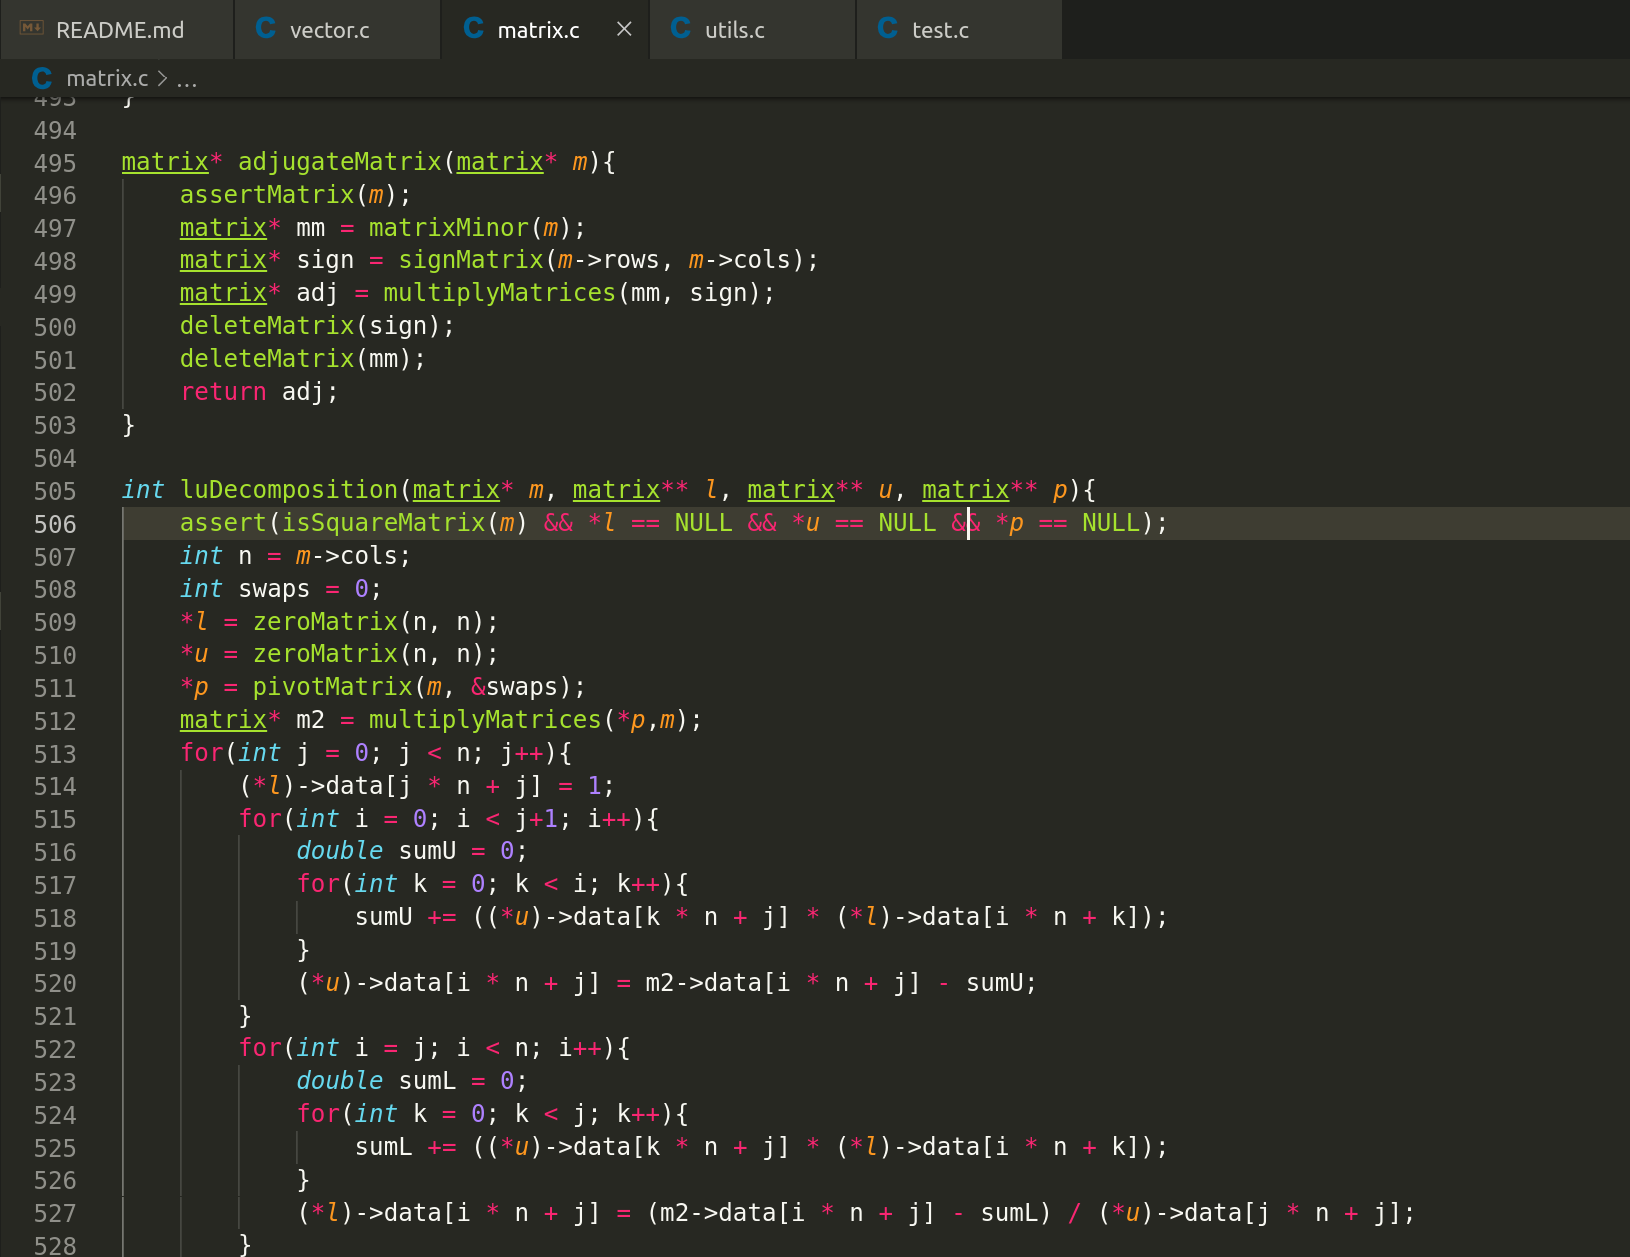 README.md C vector.c C matrix.c × C utils.c C test.c
C matrix.c > ...
493 }
494
495 matrix* adjugateMatrix(matrix* m){
496     assertMatrix(m);
497     matrix* mm = matrixMinor(m);
498     matrix* sign = signMatrix(m->rows, m->cols);
499     matrix* adj = multiplyMatrices(mm, sign);
500     deleteMatrix(sign);
501     deleteMatrix(mm);
502     return adj;
503 }
504
505 int luDecomposition(matrix* m, matrix** l, matrix** u, matrix** p){
506     assert(isSquareMatrix(m) && *l == NULL && *u == NULL && *p == NULL);
507     int n = m->cols;
508     int swaps = 0;
509     *l = zeroMatrix(n, n);
510     *u = zeroMatrix(n, n);
511     *p = pivotMatrix(m, &swaps);
512     matrix* m2 = multiplyMatrices(*p,m);
513     for(int j = 0; j < n; j++){
514         (*l)->data[j * n + j] = 1;
515         for(int i = 0; i < j+1; i++){
516             double sumU = 0;
517             for(int k = 0; k < i; k++){
518                 sumU += ((*u)->data[k * n + j] * (*l)->data[i * n + k]);
519             }
520             (*u)->data[i * n + j] = m2->data[i * n + j] - sumU;
521         }
522         for(int i = j; i < n; i++){
523             double sumL = 0;
524             for(int k = 0; k < j; k++){
525                 sumL += ((*u)->data[k * n + j] * (*l)->data[i * n + k]);
526             }
527             (*l)->data[i * n + j] = (m2->data[i * n + j] - sumL) / (*u)->data[j * n + j];
528         }